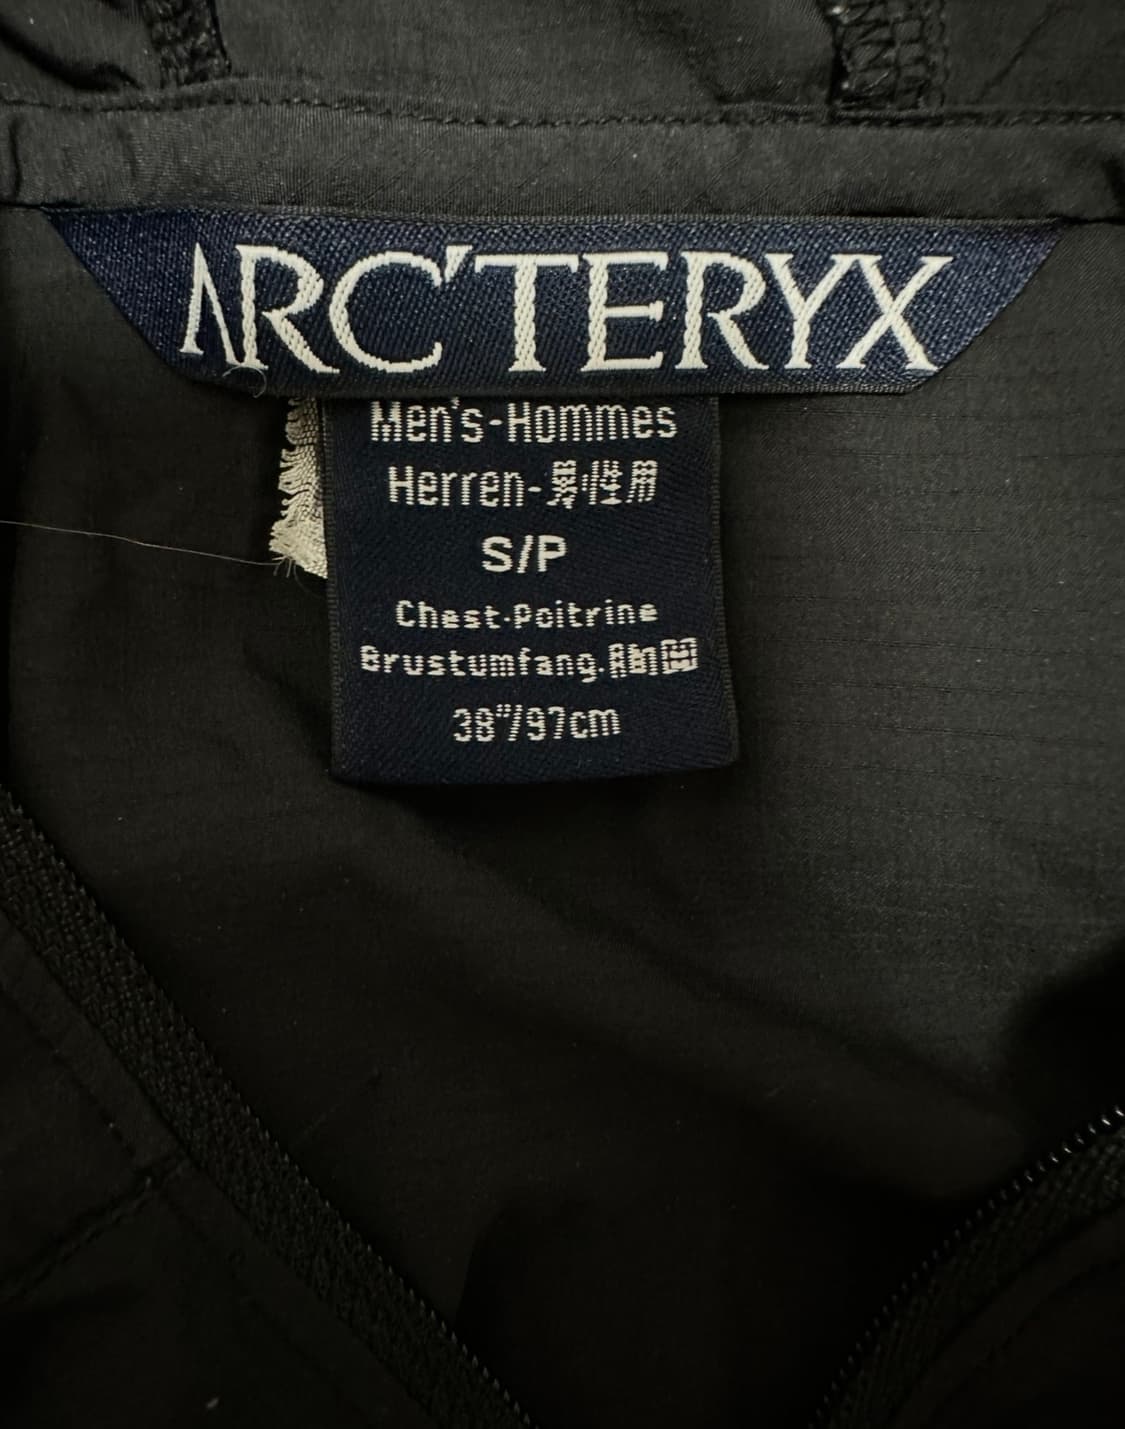 ARC'TERYX
Men's-Hommes
Herren-男性用
S/P
Chest-Poitrine
Brustumfang-胸囲
38"/97cm